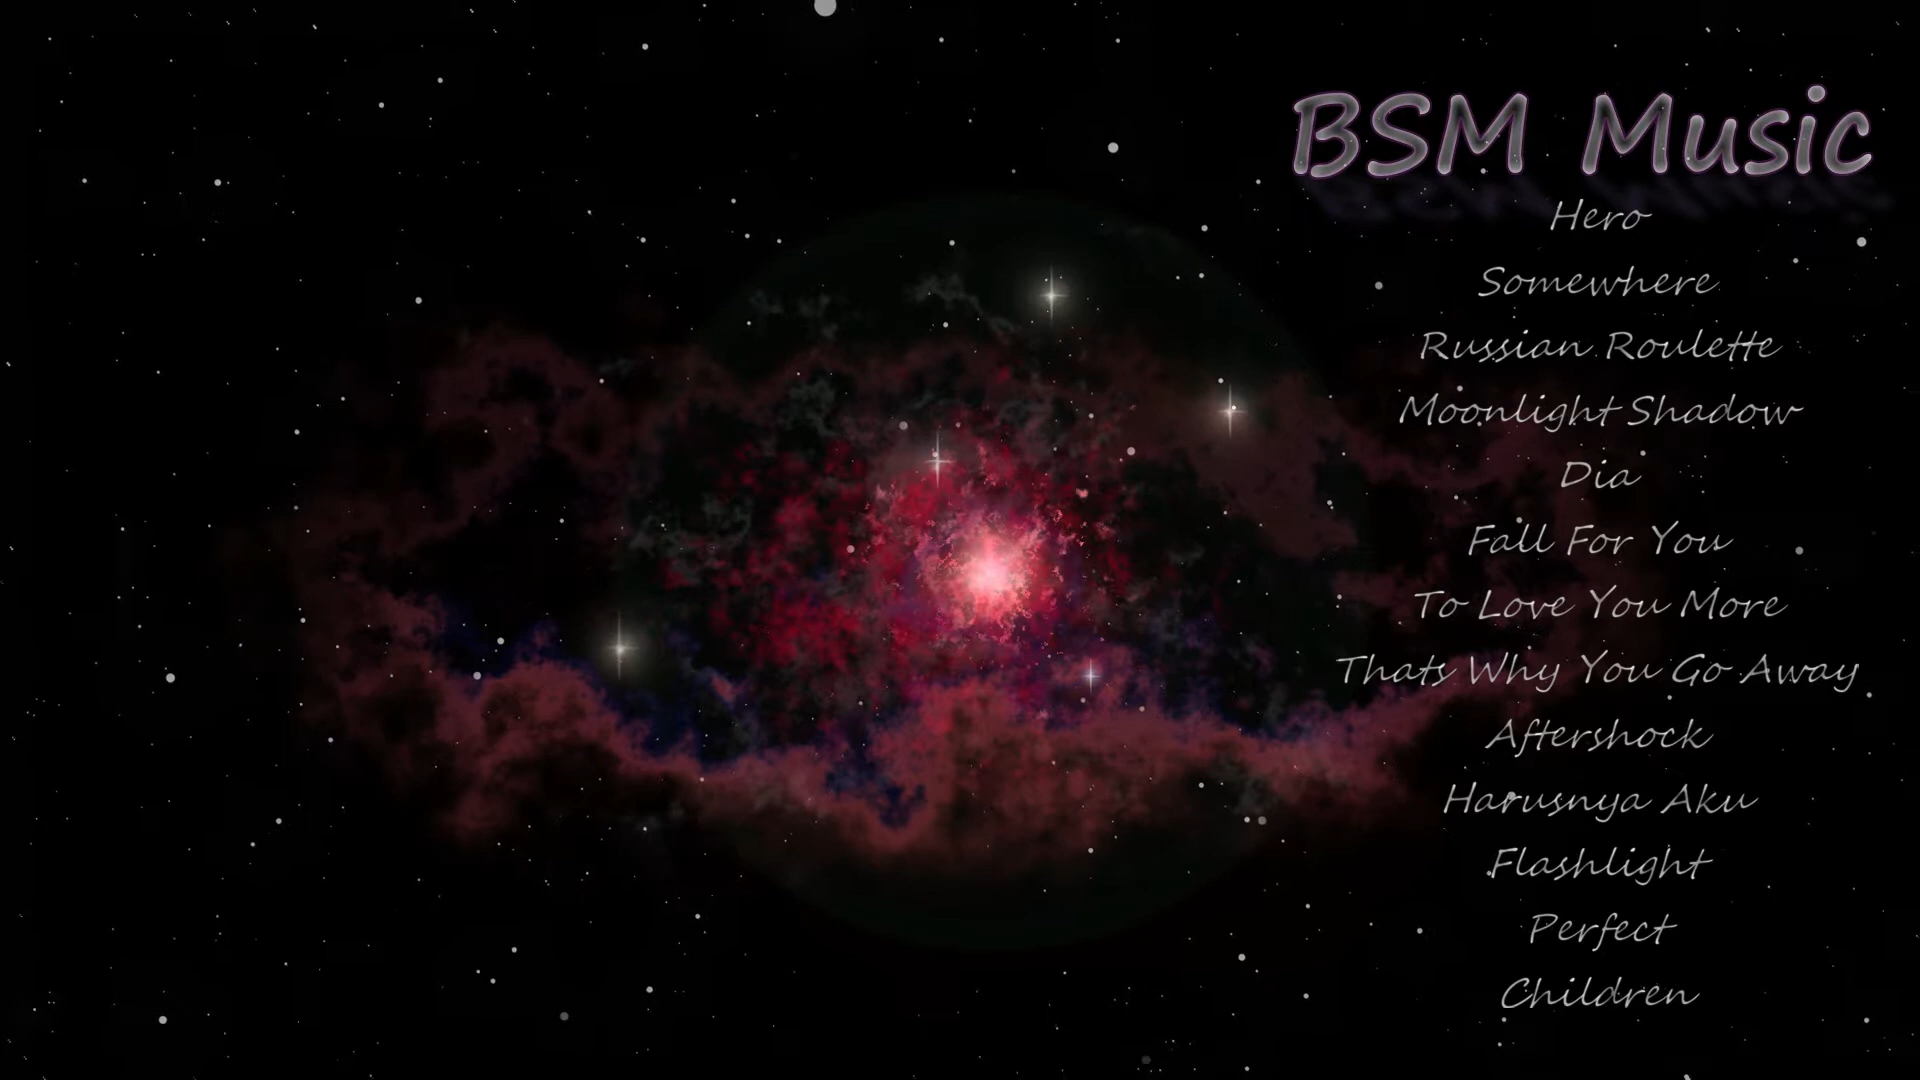 BSM Music
Hero
Somewhere
Russian Roulette
Moonlight Shadow
Dia
Fall For You
To Love You More
Thats Why You Go Away
Aftershock
Harusnya Aku
Flashlight
Perfect
Children